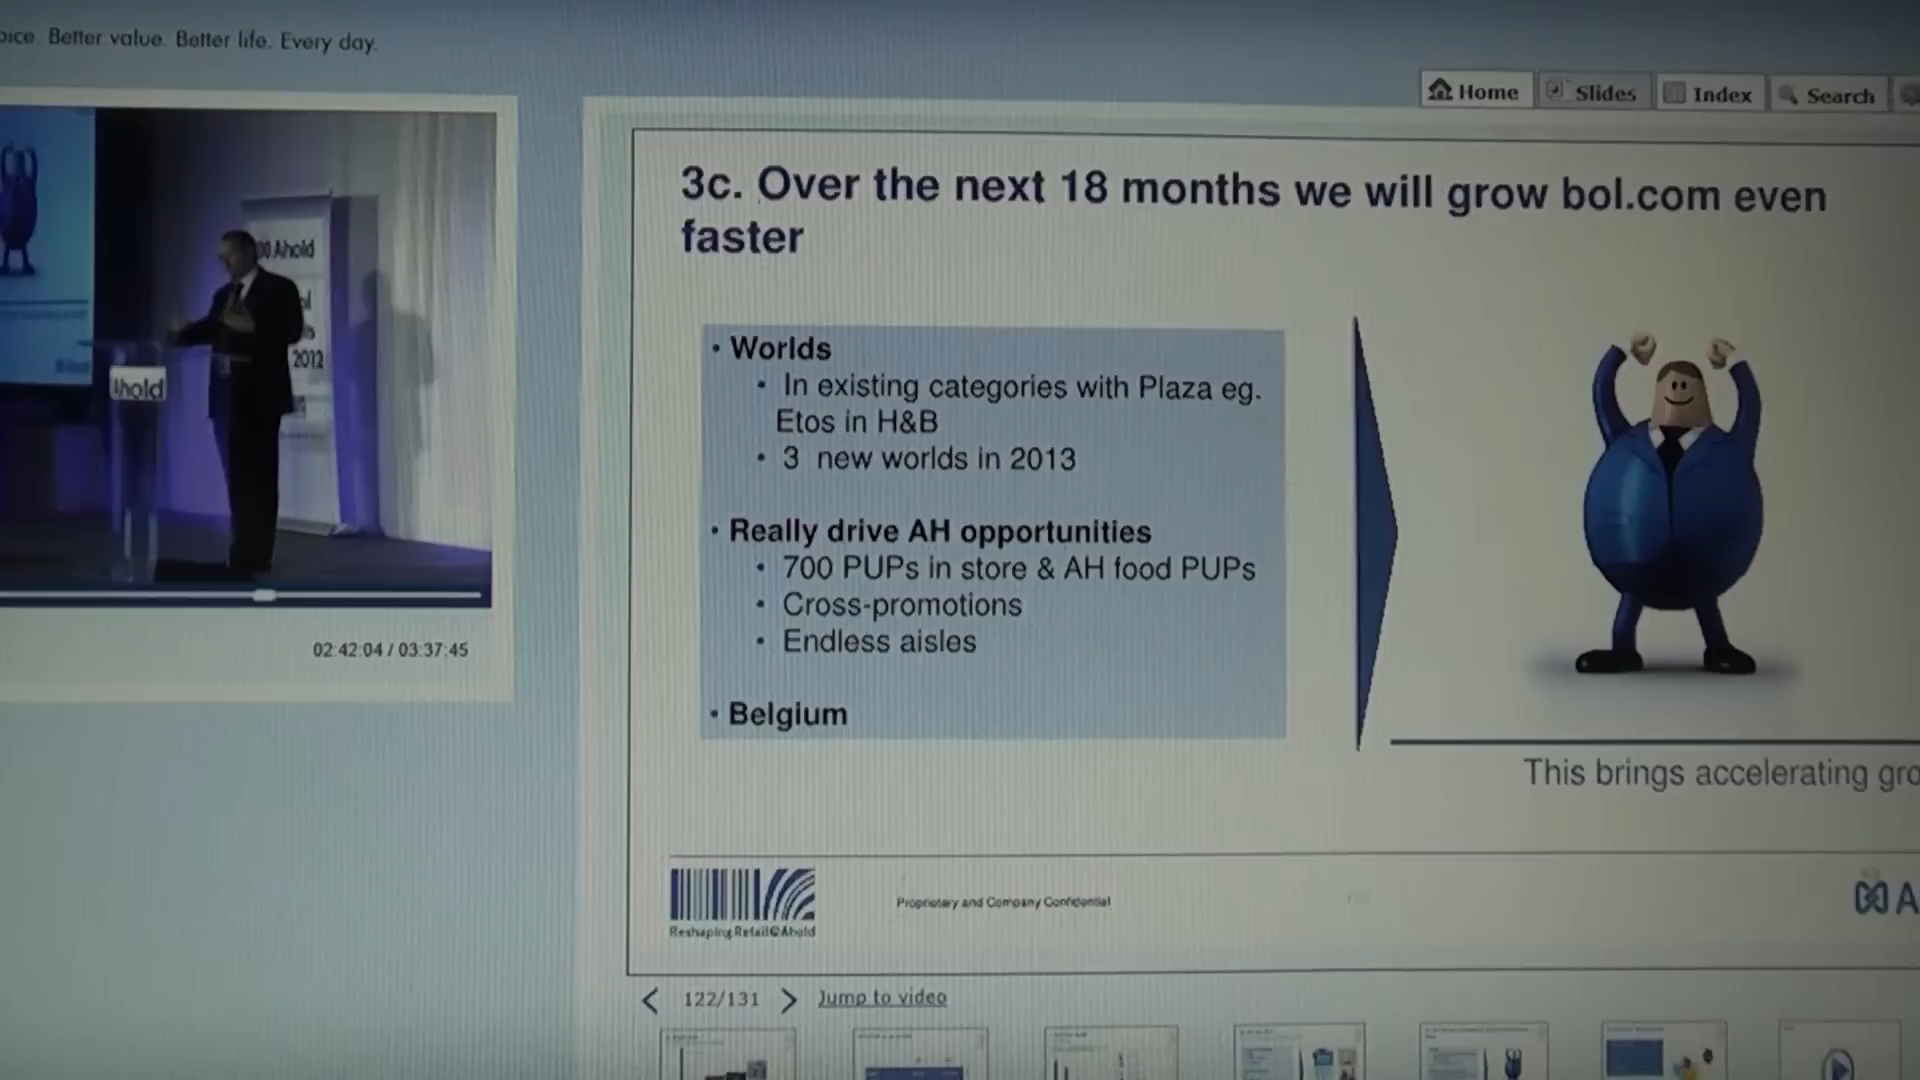 Better value. Better life. Every day.
Home
Slides
Index
Search
Ahold
2012
Ahold
02:42:04 / 03:37:45
3c. Over the next 18 months we will grow bol.com even
faster
• Worlds
• In existing categories with Plaza eg.
Etos in H&B
• 3 new worlds in 2013
• Really drive AH opportunities
• 700 PUPs in store & AH food PUPs
• Cross-promotions
• Endless aisles
• Belgium
This brings accelerating
Reshaping Retail@Ahold
Proprietary and Company Confidential
122/131
Jump to video